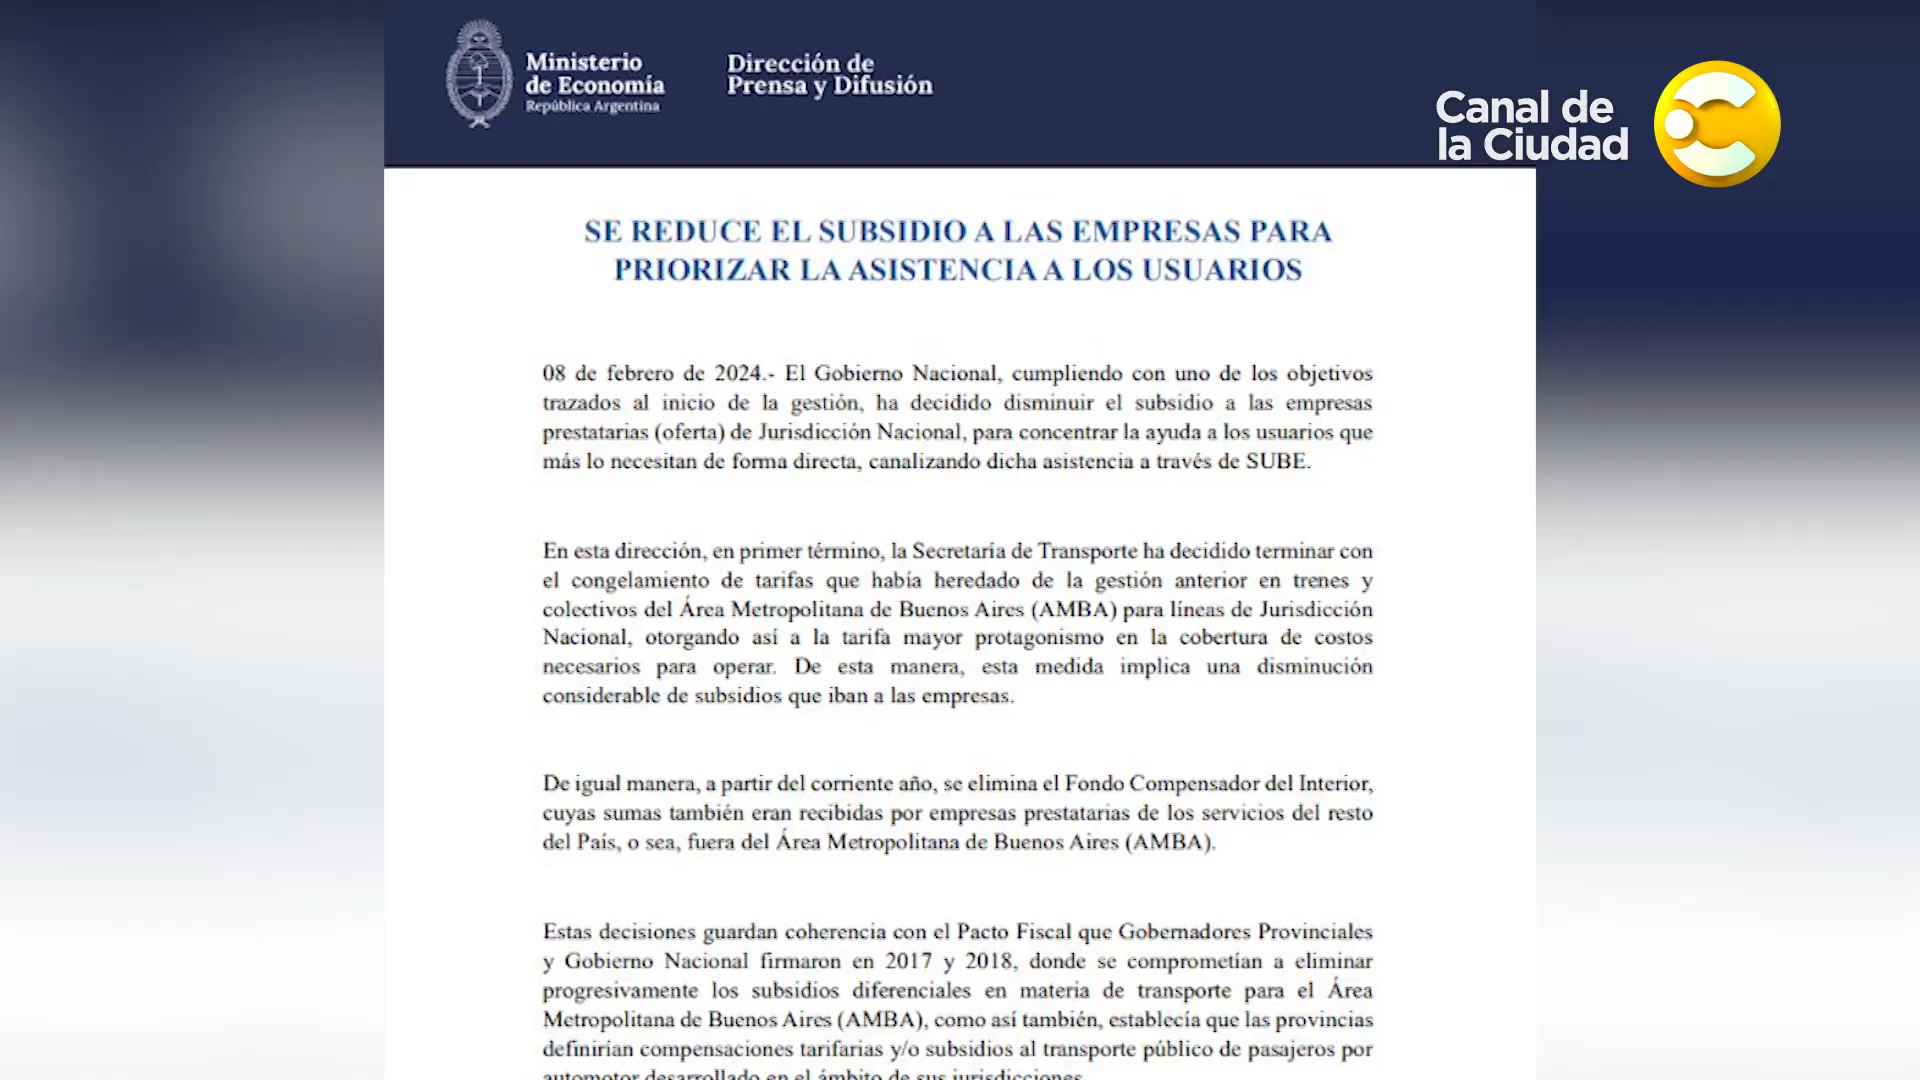 Ministerio
de Economía
República Argentina
Dirección de
Prensa y Difusión
Canal de
la Ciudad
SE REDUCE EL SUBSIDIO A LAS EMPRESAS PARA
PRIORIZAR LA ASISTENCIA A LOS USUARIOS
08 de febrero de 2024.- El Gobierno Nacional, cumpliendo con uno de los objetivos
trazados al inicio de la gestión, ha decidido disminuir el subsidio a las empresas
prestatarias (oferta) de Jurisdicción Nacional, para concentrar la ayuda a los usuarios que
más lo necesitan de forma directa, canalizando dicha asistencia a través de SUBE.
En esta dirección, en primer término, la Secretaría de Transporte ha decidido terminar con
el congelamiento de tarifas que había heredado de la gestión anterior en trenes y
colectivos del Área Metropolitana de Buenos Aires (AMBA) para líneas de Jurisdicción
Nacional, otorgando así a la tarifa mayor protagonismo en la cobertura de costos
necesarios para operar. De esta manera, esta medida implica una disminución
considerable de subsidios que iban a las empresas.
De igual manera, a partir del corriente año, se elimina el Fondo Compensador del Interior,
cuyas sumas también eran recibidas por empresas prestatarias de los servicios del resto
del País, o sea, fuera del Área Metropolitana de Buenos Aires (AMBA).
Estas decisiones guardan coherencia con el Pacto Fiscal que Gobernadores Provinciales
y Gobierno Nacional firmaron en 2017 y 2018, donde se comprometían a eliminar
progresivamente los subsidios diferenciales en materia de transporte para el Área
Metropolitana de Buenos Aires (AMBA), como así también, establecía que las provincias
definirían compensaciones tarifarias y/o subsidios al transporte público de pasajeros por
automotor desarrollado en el ámbito de sus jurisdicciones.